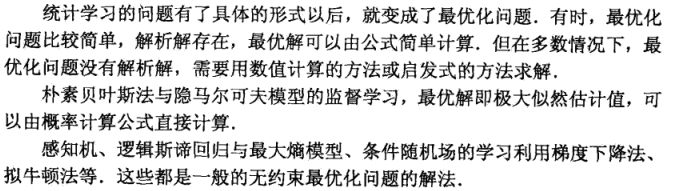 统计学习的问题有了具体的形式以后，就变成了最优化问题．有时，最优化
问题比较简单，解析解存在，最优解可以由公式简单计算．但在多数情况下，最
优化问题没有解析解，需要用数值计算的方法或启发式的方法求解．
朴素贝叶斯法与隐马尔可夫模型的监督学习，最优解即极大似然估计值，可
以由概率计算公式直接计算．
感知机、逻辑斯谛回归与最大熵模型、条件随机场的学习利用梯度下降法、
拟牛顿法等．这些都是一般的无约束最优化问题的解法．